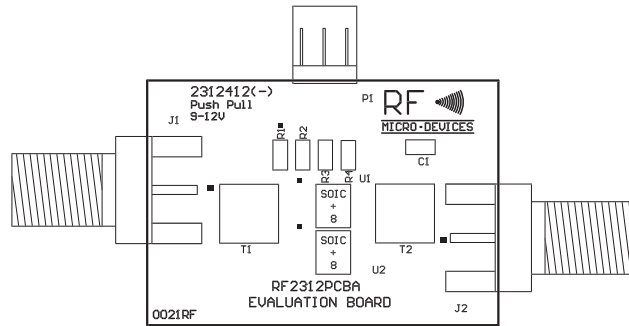 2312412(-)
Push Pull
9-12V
P1
RF
MICRO-DEVICES
J1
R1
R2
R3
R4
C1
U1
SOIC
+
8
SOIC
+
8
T1
T2
U2
RF2312PCBA
EVALUATION BOARD
0021RF
J2